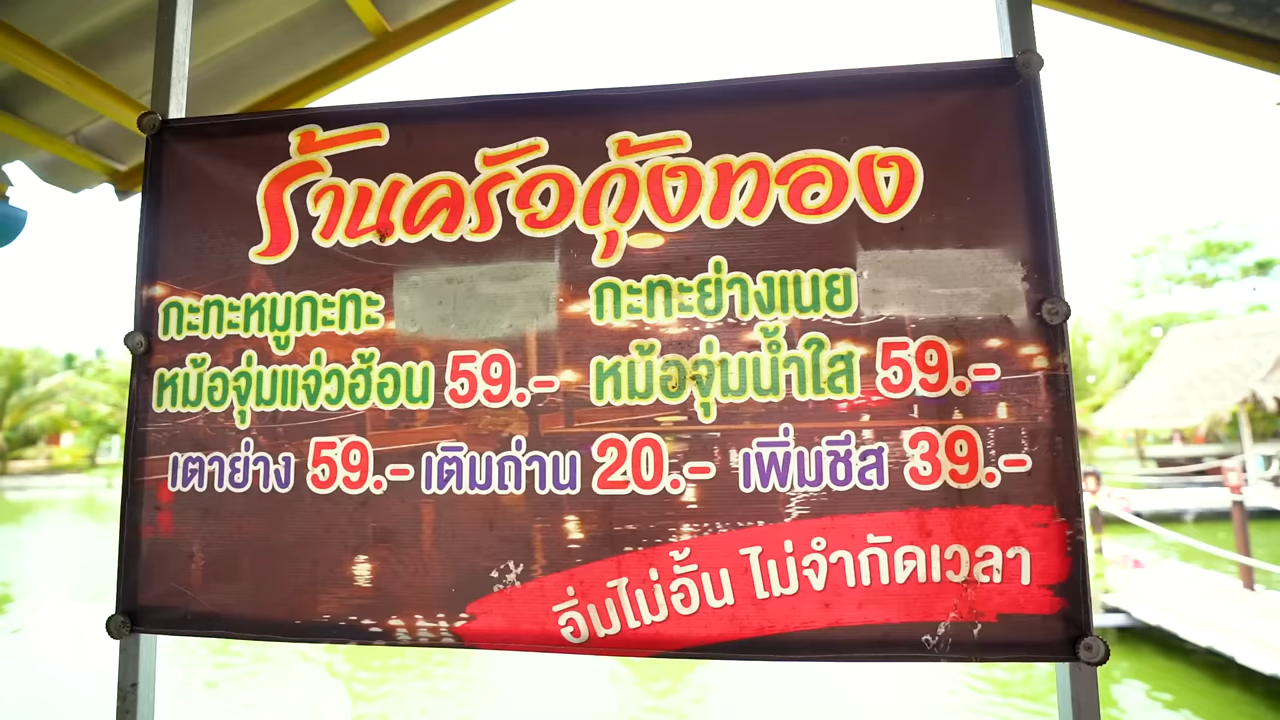 ร้านครัวกุ้งทอง
กะทะหมูกะทะ กะทะย่างเนย
หม้อจุ่มแจ่วฮ้อน 59.- หม้อจุ่มน้ำใส 59.-
เตาย่าง 59.- เติมถ่าน 20.- เพิ่มชีส 39.-
อิ่มไม่อั้น ไม่จำกัดเวลา